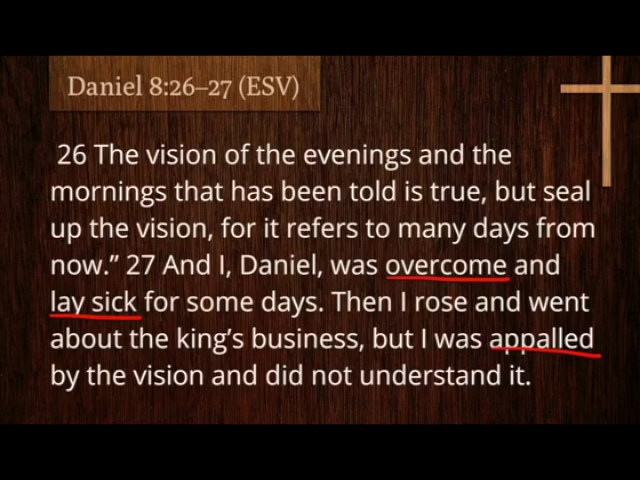 Daniel 8:26–27 (ESV)
26 The vision of the evenings and the
mornings that has been told is true, but seal
up the vision, for it refers to many days from
now.” 27 And I, Daniel, was overcome and
lay sick for some days. Then I rose and went
about the king’s business, but I was appalled
by the vision and did not understand it.